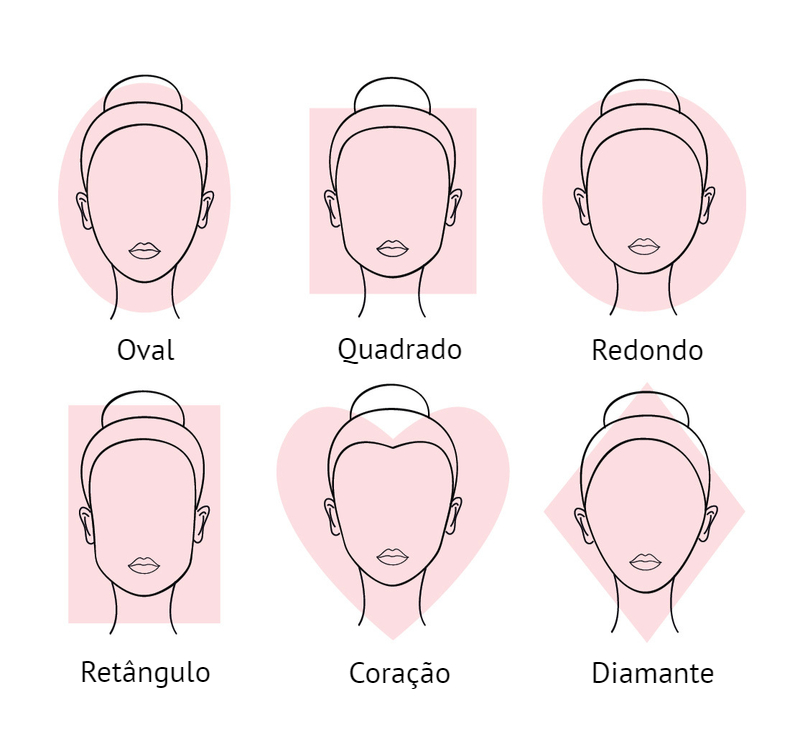 Oval
Quadrado
Redondo
Retângulo
Coração
Diamante